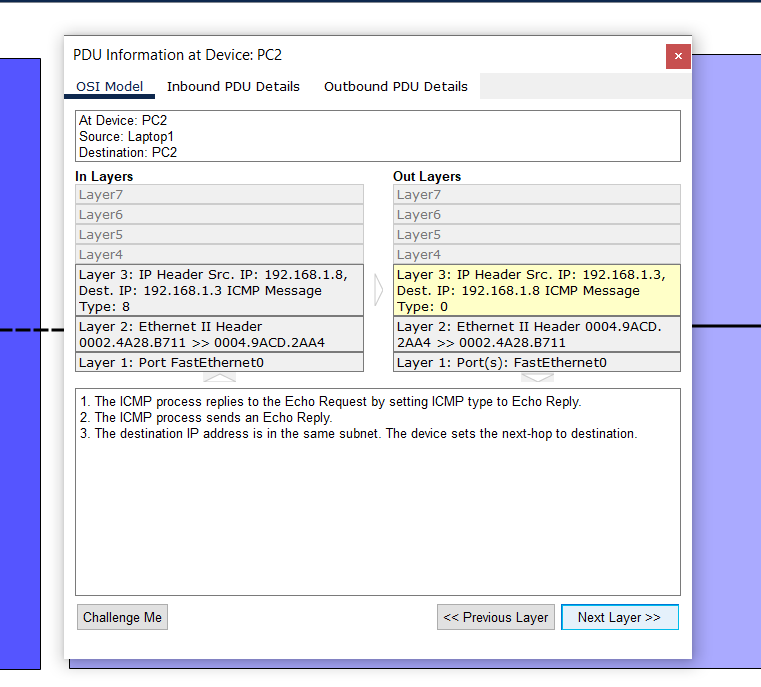 PDU Information at Device: PC2
×
OSI Model Inbound PDU Details Outbound PDU Details
At Device: PC2
Source: Laptop1
Destination: PC2
In Layers
Layer7
Layer6
Layer5
Layer4
Layer 3: IP Header Src. IP: 192.168.1.8,
Dest. IP: 192.168.1.3 ICMP Message
Type: 8
Layer 2: Ethernet II Header
0002.4A28.B711 >> 0004.9ACD.2AA4
Layer 1: Port FastEthernet0
Out Layers
Layer7
Layer6
Layer5
Layer4
Layer 3: IP Header Src. IP: 192.168.1.3,
Dest. IP: 192.168.1.8 ICMP Message
Type: 0
Layer 2: Ethernet II Header 0004.9ACD.
2AA4 >> 0002.4A28.B711
Layer 1: Port(s): FastEthernet0
1. The ICMP process replies to the Echo Request by setting ICMP type to Echo Reply.
2. The ICMP process sends an Echo Reply.
3. The destination IP address is in the same subnet. The device sets the next-hop to destination.
Challenge Me
<< Previous Layer
Next Layer >>